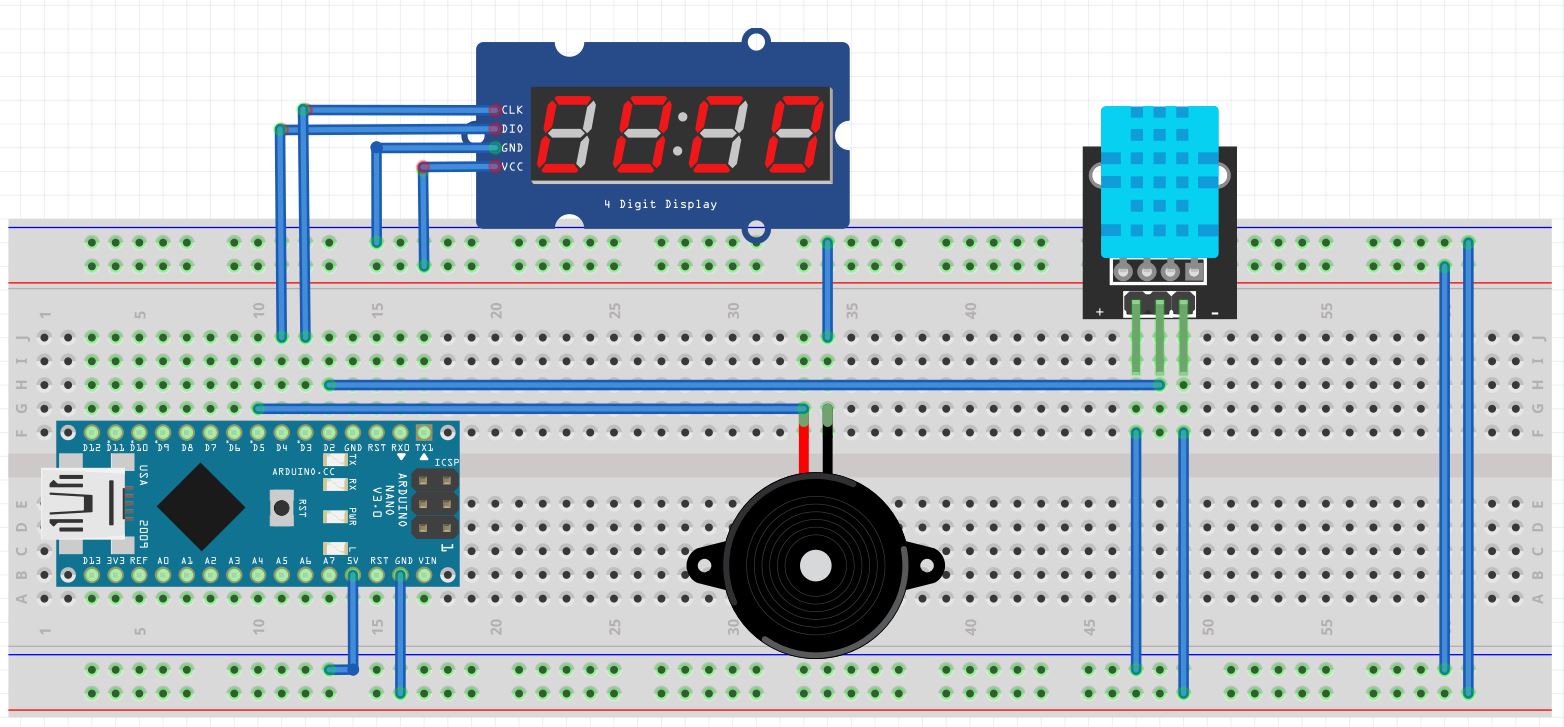 CLK
DIO
GND
VCC
4 Digit Display
+ -
1 5 10 15 20 25 30 35 55
J J
I I
H H
G G
F F
D12 D11 D10 D9 D8 D7 D6 D5 D4 D3 D2 GND RST RX0 TX1
USA
ARDUINO.CC
TX
RX
PWR
L
RST
ARDUINO
NANO
V3.0
ICSP
1
2009
D13 3V3 REF A0 A1 A2 A3 A4 A5 A6 A7 5V RST GND VIN
E E
D D
C C
B B
A A
1 5 10 15 20 25 30 40 45 50 55